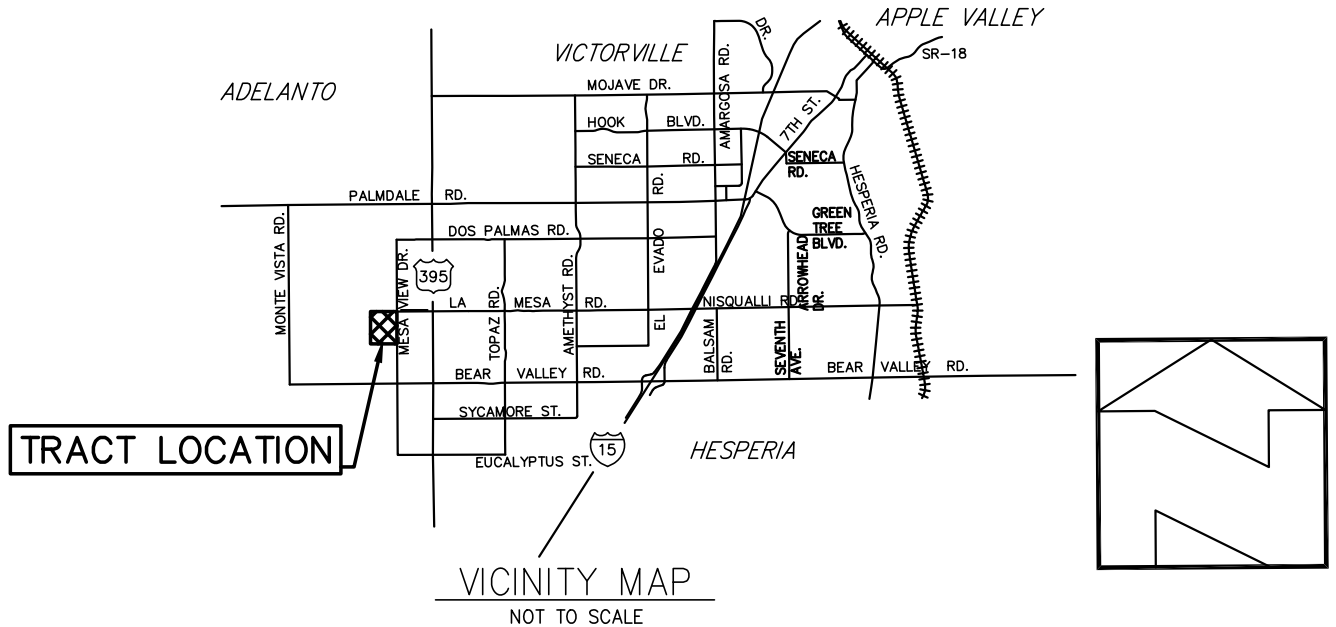 APPLE VALLEY
VICTORVILLE
DR.
SR-18
ADELANTO
MOJAVE DR.
AMARGOSA RD.
7TH ST.
HOOK BLVD.
SENECA RD.
SENECA
RD.
HESPERIA RD.
PALMDALE RD.
MONTE VISTA RD.
DOS PALMAS RD.
GREEN
TREE
BLVD.
MESA VIEW DR.
395
TOPAZ RD.
AMETHYST RD.
EL EVADO RD.
ARROWHEAD
DR.
LA MESA RD.
NISQUALLI RD.
BALSAM
RD.
SEVENTH
AVE.
BEAR VALLEY RD.
BEAR VALLEY RD.
SYCAMORE ST.
TRACT LOCATION
EUCALYPTUS ST.
15
HESPERIA
VICINITY MAP
NOT TO SCALE